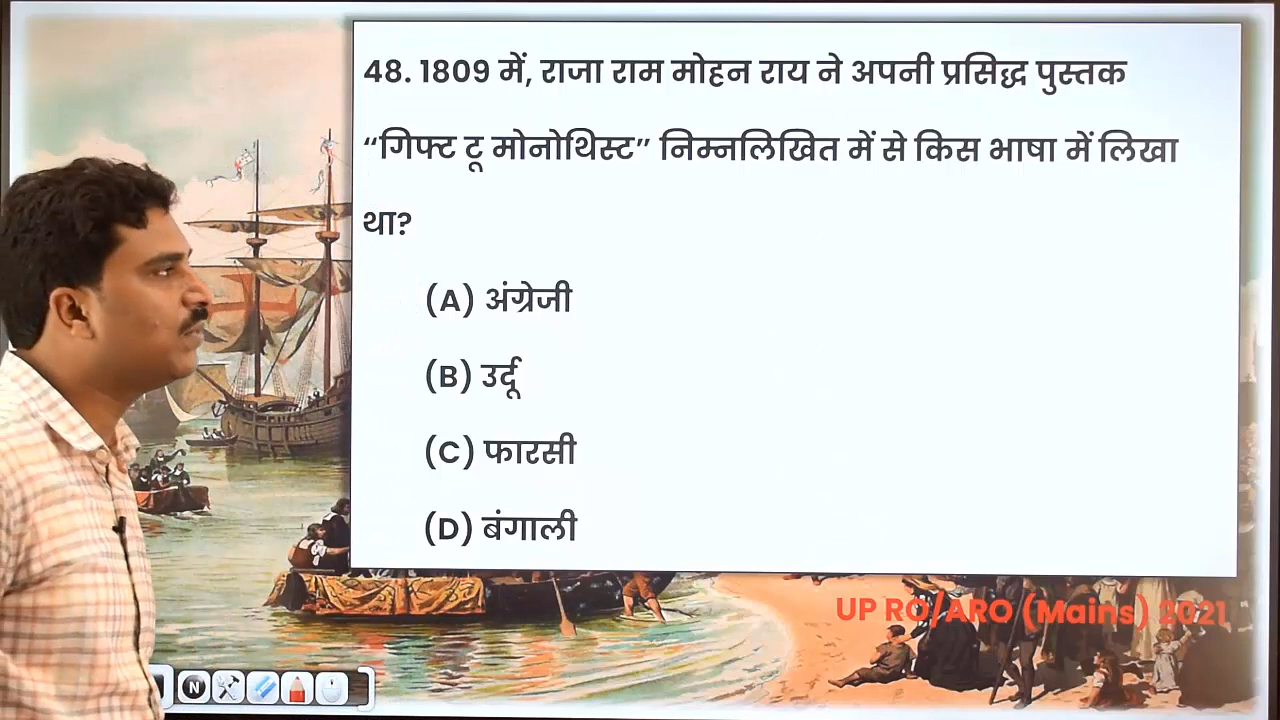 48. 1809 में, राजा राम मोहन राय ने अपनी प्रसिद्ध पुस्तक
“गिफ्ट टू मोनोथिस्ट” निम्नलिखित में से किस भाषा में लिखा
था?
(A) अंग्रेजी
(B) उर्दू
(C) फारसी
(D) बंगाली
UP RO/ARO (Mains) 2021
N